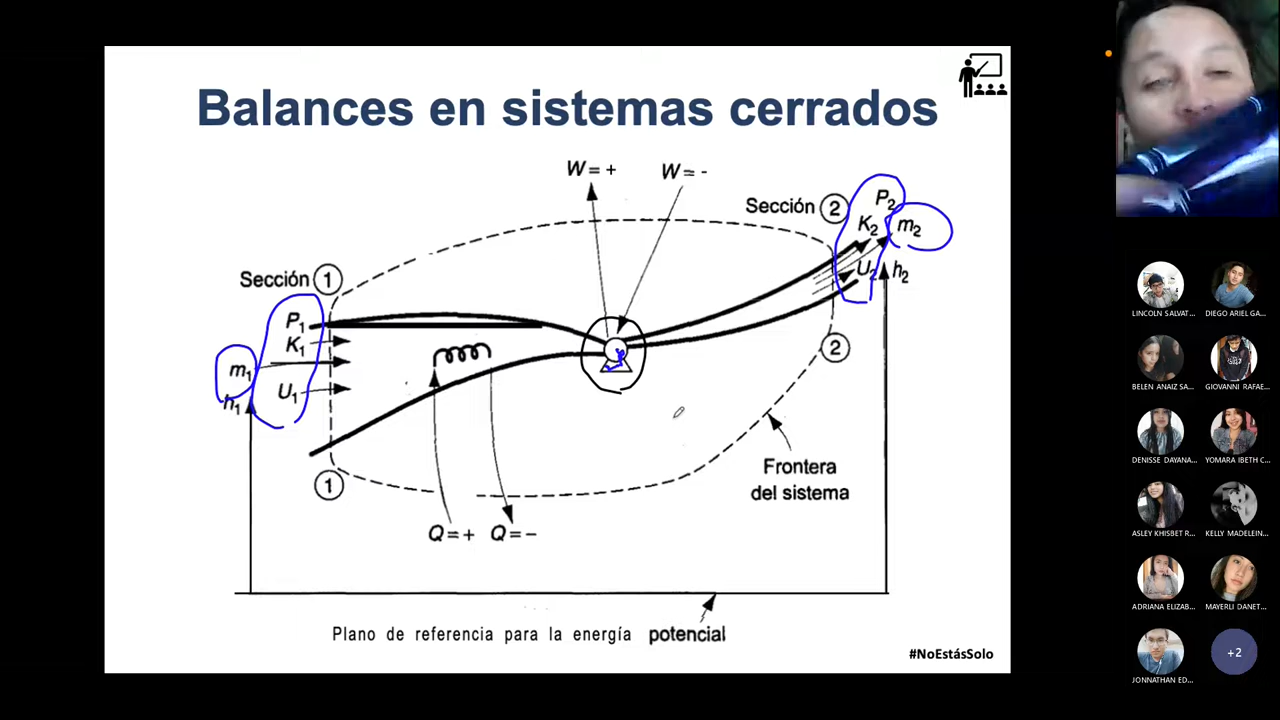 Balances en sistemas cerrados
W = + W = -
Sección 2
P2
K2 m2
U2 h2
Sección 1
P1
K1
m1
U1
h1
2
1
Frontera
del sistema
Q = + Q = -
Plano de referencia para la energía potencial
#NoEstásSolo
LINCOLN SALVAT... DIEGO ARIEL GA...
BELEN ANAIZ SA... GIOVANNI RAFAE...
DENISSE DAYANA... YOMARA IBETH C...
ASLEY KHISBET R... KELLY MADELEIN...
ADRIANA ELIZAB... MAYERLI DANET...
+2
JONNATHAN ED...